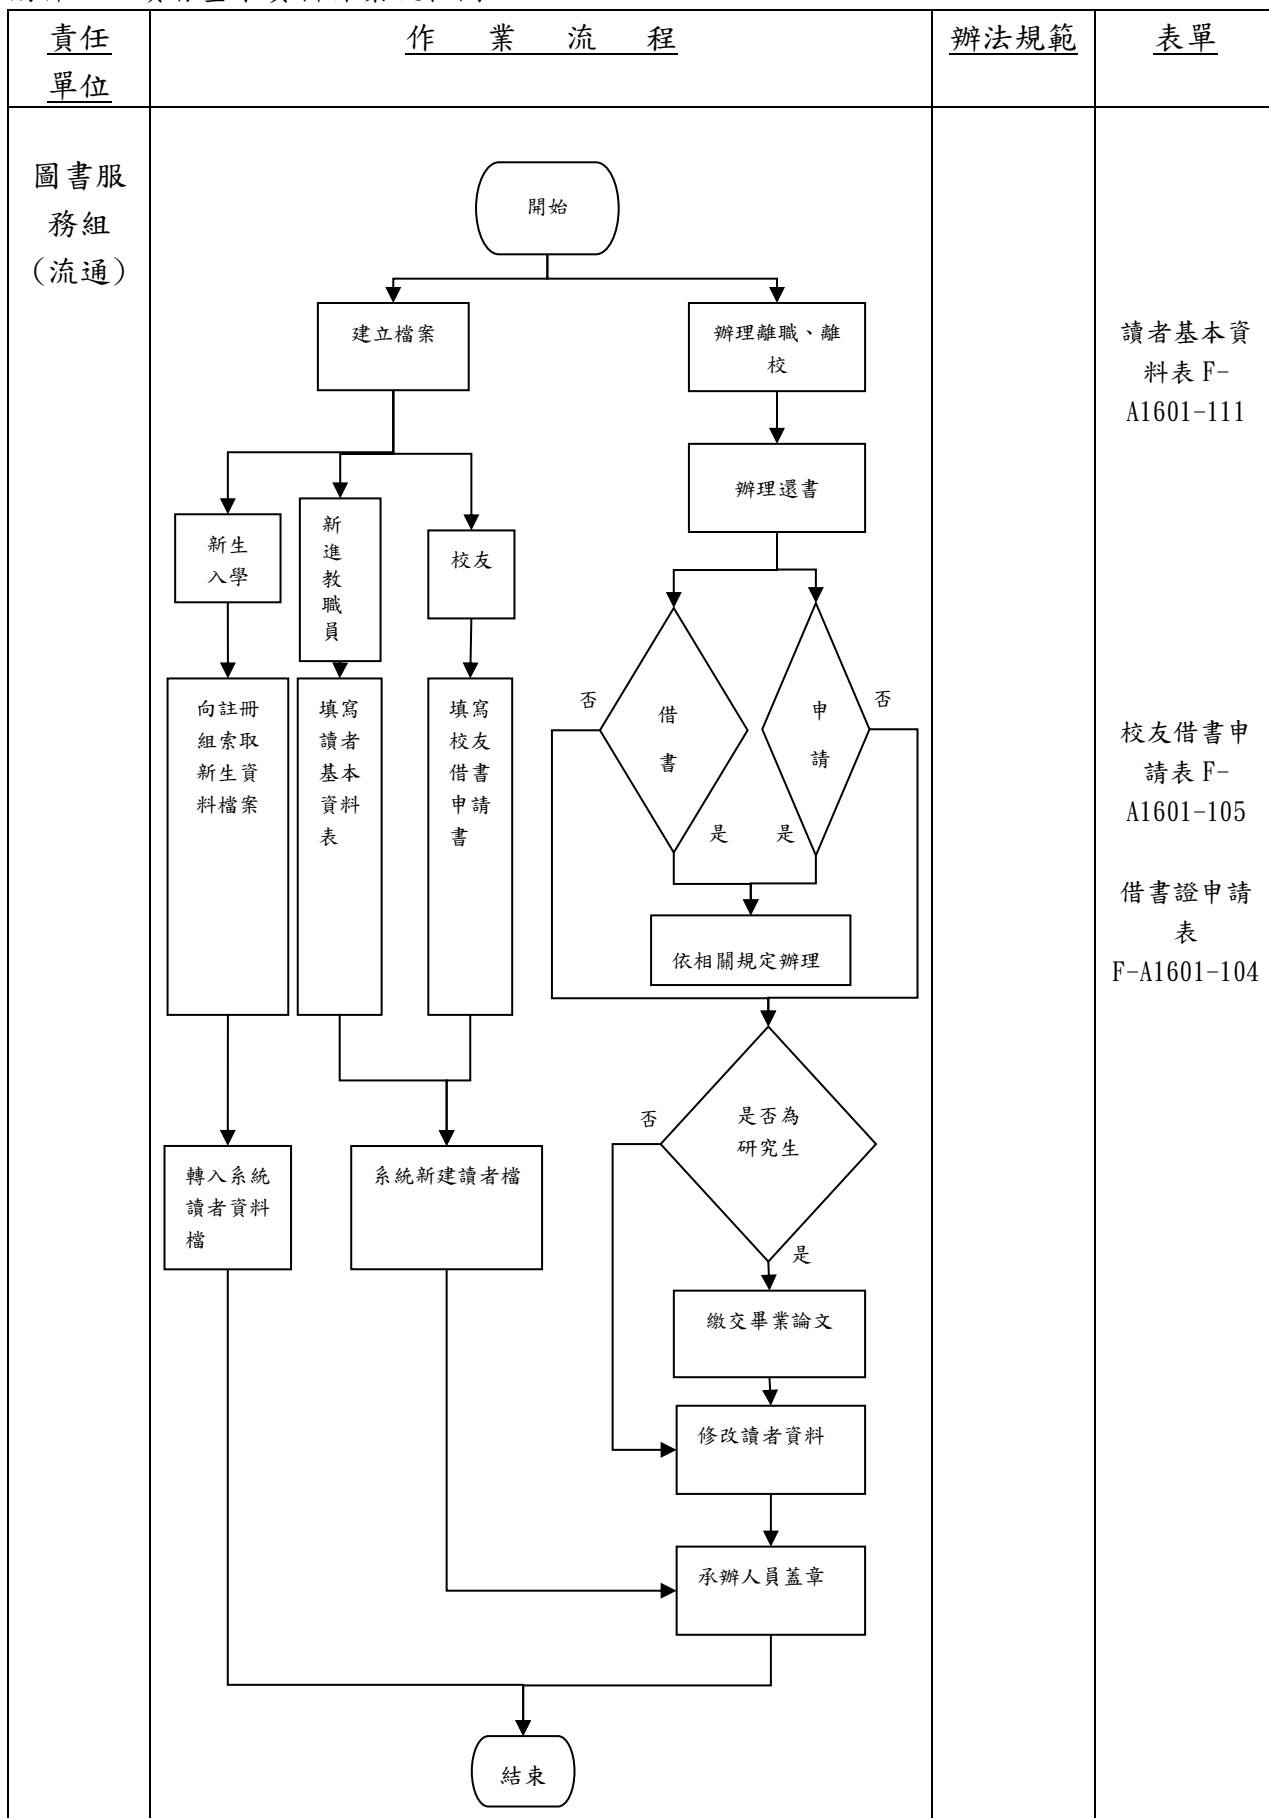 責任
單位
作 業 流 程
辦法規範
表單
圖書服
務組
(流通)
開始
建立檔案
辦理離職、離
校
讀者基本資
料表 F-
A1601-111
辦理還書
新生
入學
新
進
教
職
員
校友
向註冊
組索取
新生資
料檔案
填寫
讀者
基本
資料
表
填寫
校友
借書
申請
書
否
借
書
是
申
請
否
是
校友借書申
請表 F-
A1601-105
借書證申請
表
F-A1601-104
依相關規定辦理
是否為
研究生
否
是
轉入系統
讀者資料
檔
系統新建讀者檔
繳交畢業論文
修改讀者資料
承辦人員蓋章
結束